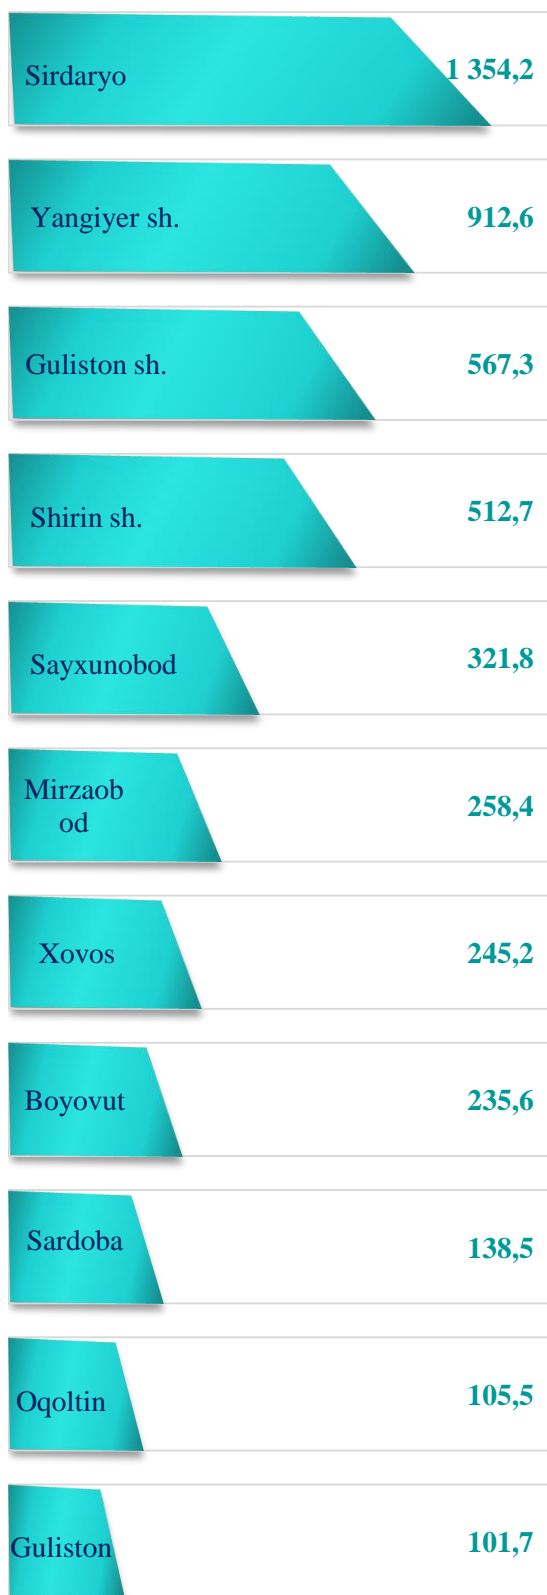 Sirdaryo 1 354,2
Yangiyer sh. 912,6
Guliston sh. 567,3
Shirin sh. 512,7
Sayxunobod 321,8
Mirzaob
od 258,4
Xovos 245,2
Boyovut 235,6
Sardoba 138,5
Oqoltin 105,5
Guliston 101,7